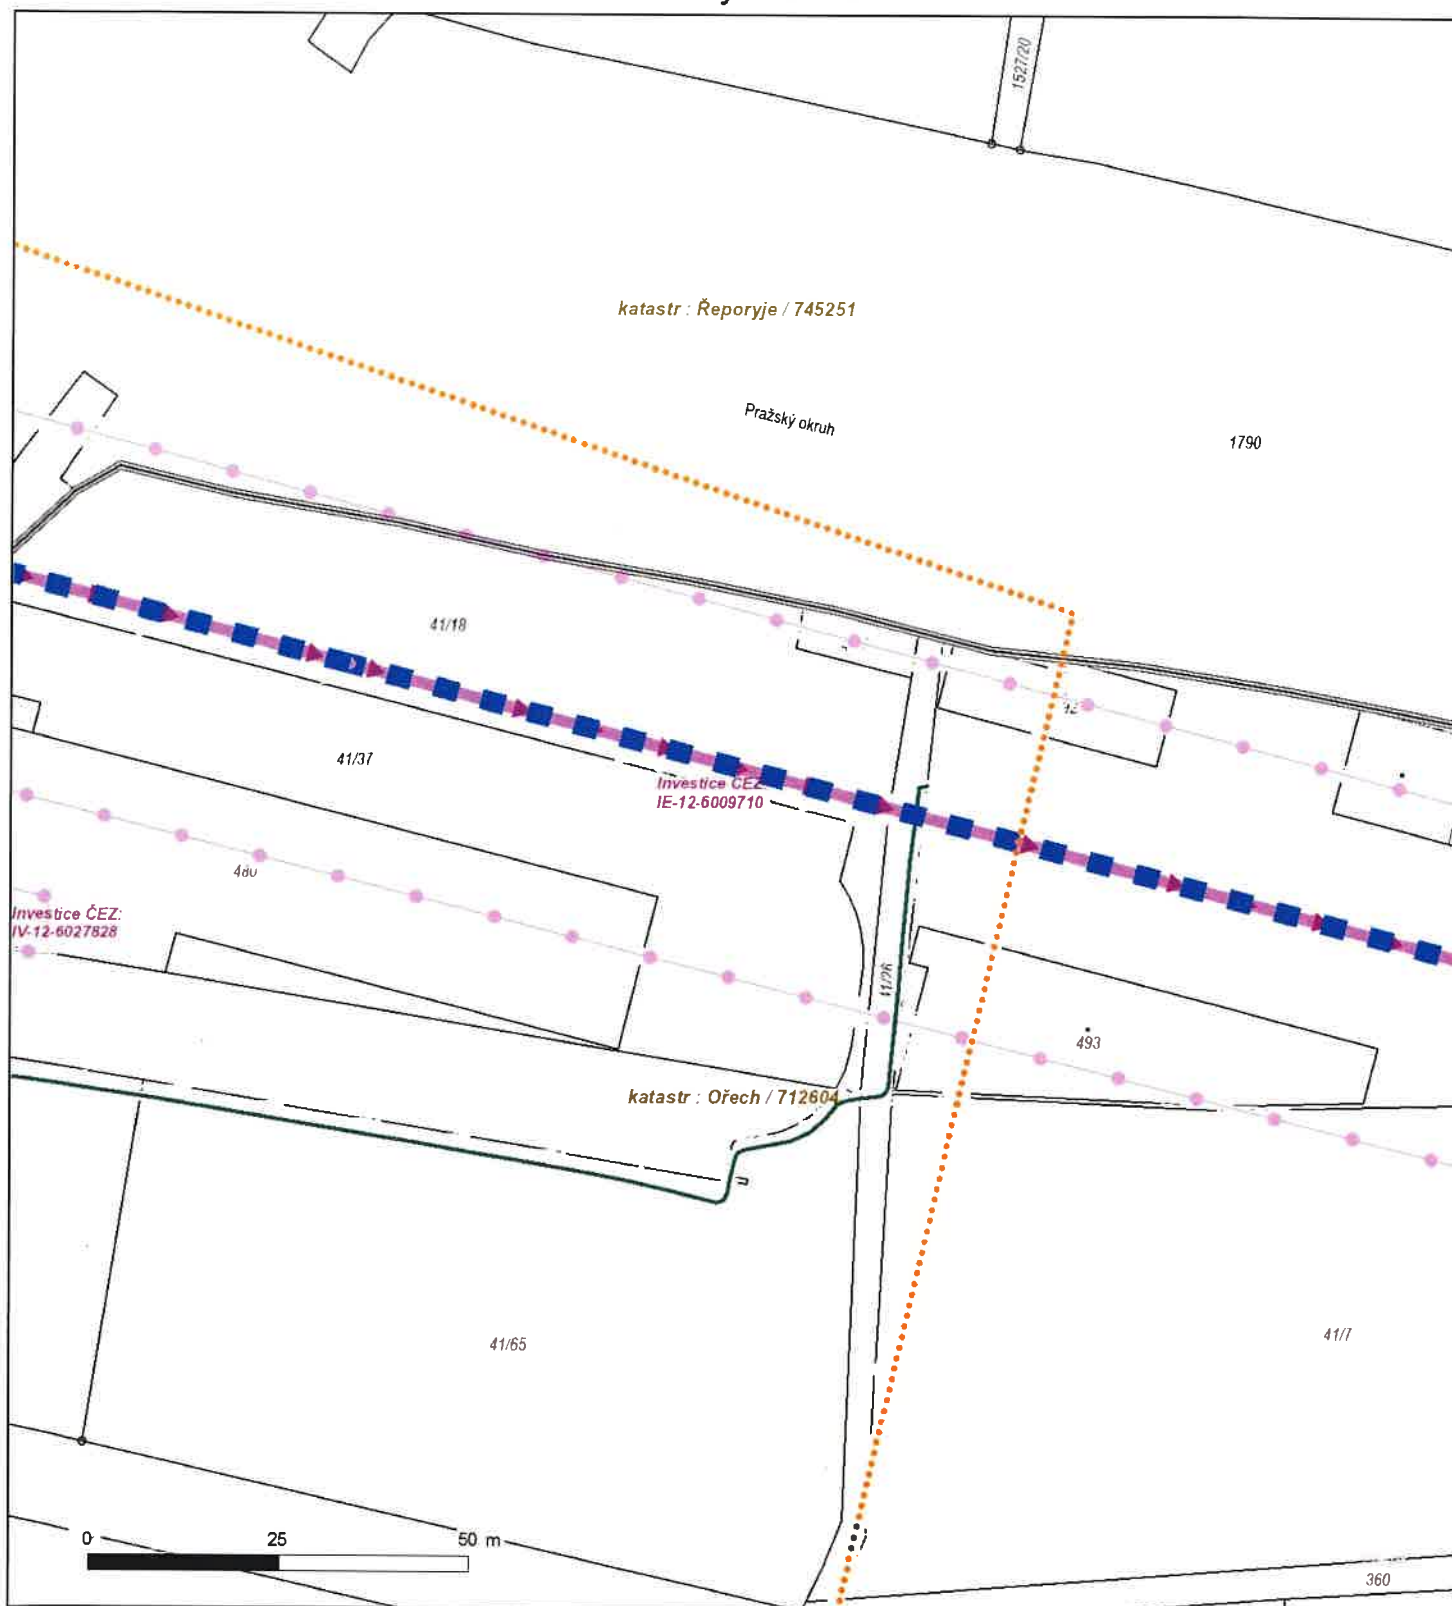 1527/20
katastr : Řeporyje / 745251
Pražský okruh
1790
41/18
41/37
Investice ČEZ
IE-12-6009710
480
Investice ČEZ:
IV-12-6027828
41/26
493
katastr : Ořech / 712604
41/65
41/7
0 25 50 m
360